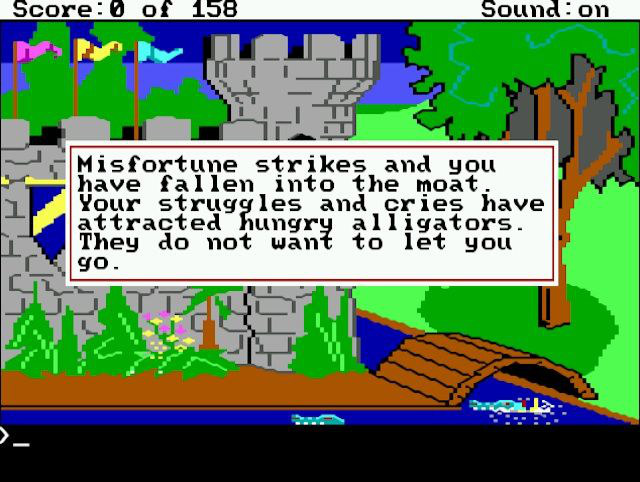 Score:0 of 158 Sound:on
Misfortune strikes and you
have fallen into the moat.
Your struggles and cries have
attracted hungry alligators.
They do not want to let you
go.
>_